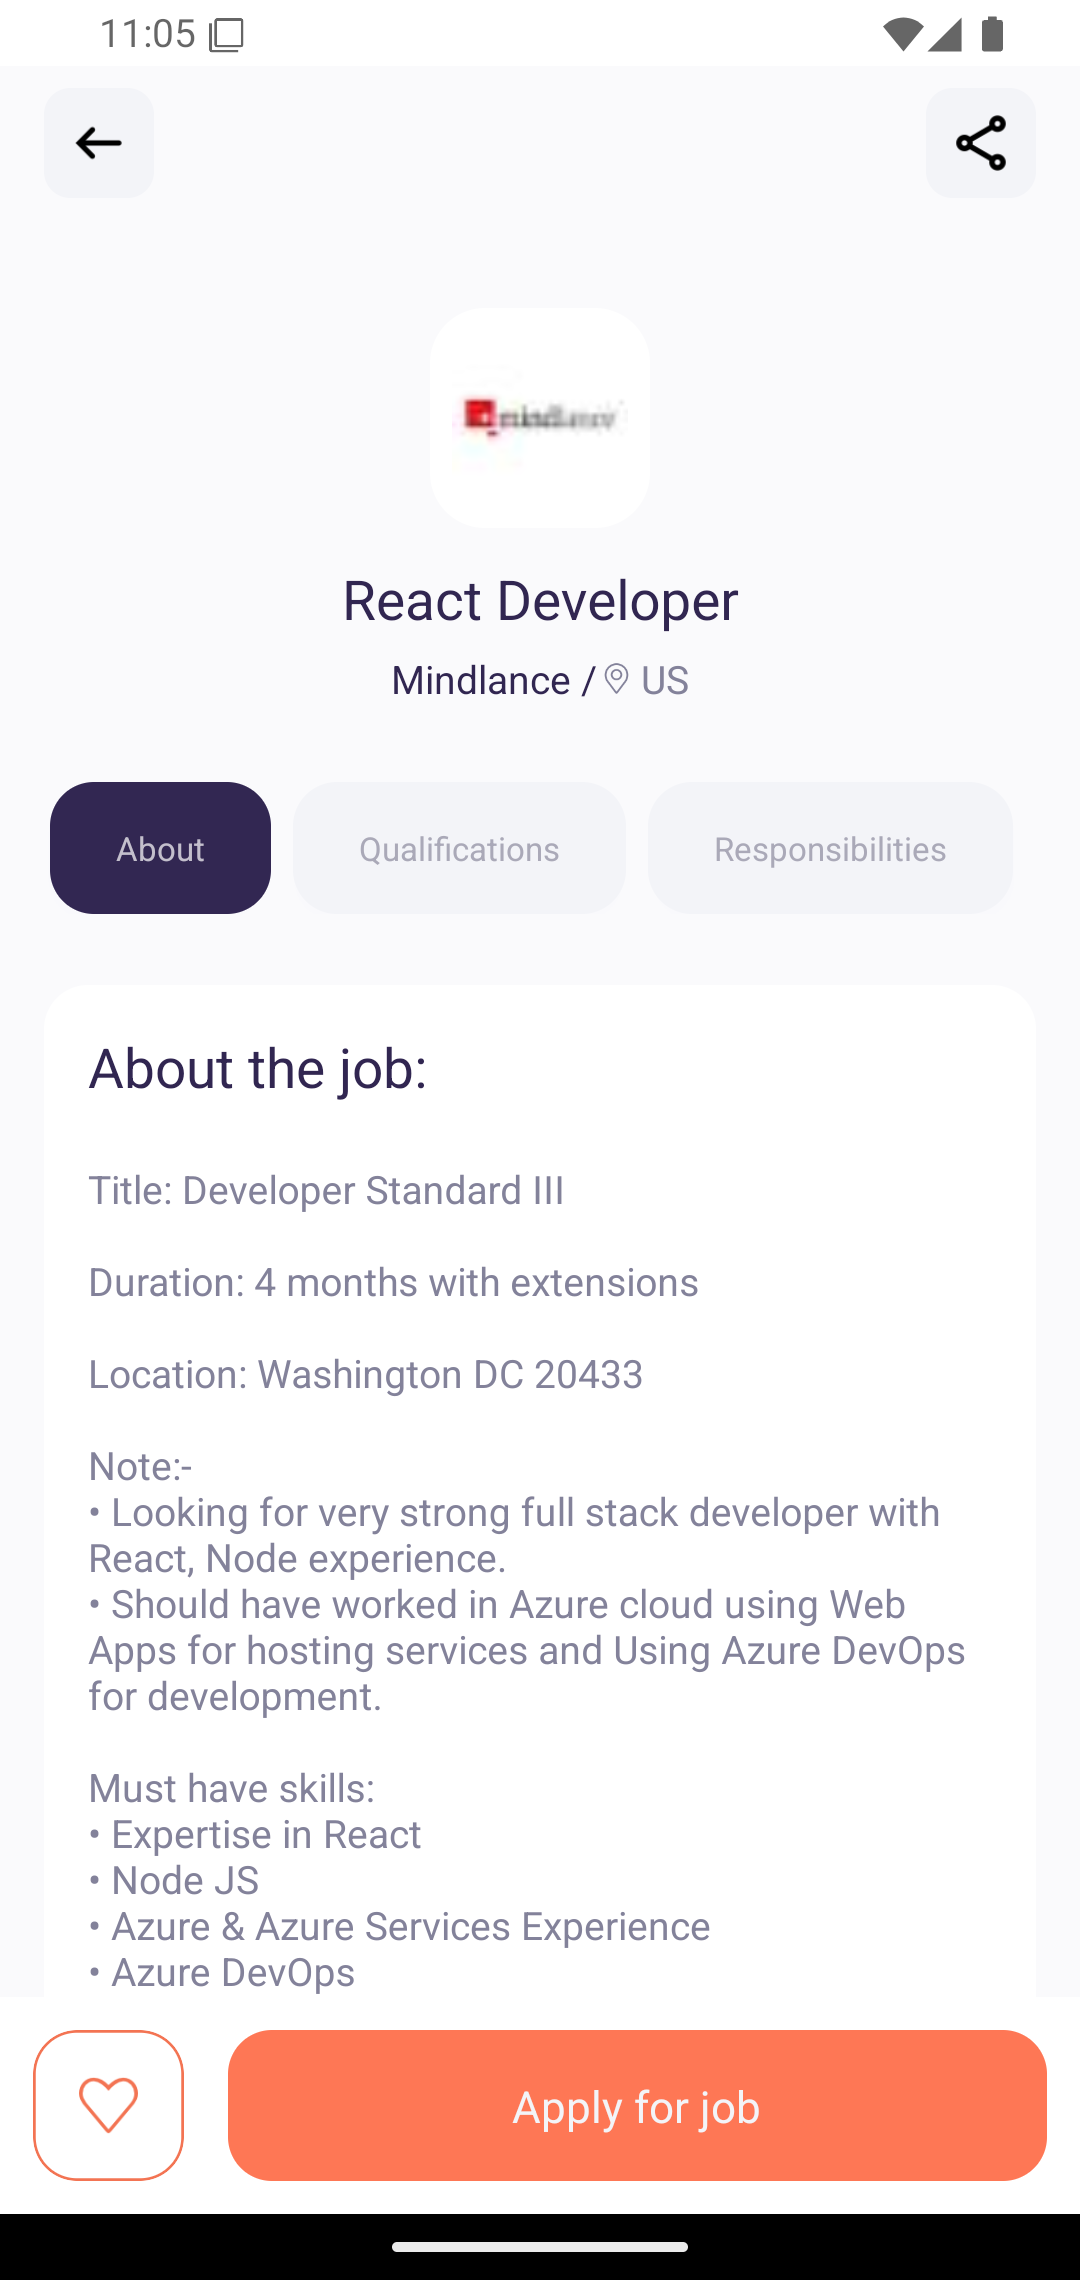 11:05
React Developer
Mindlance / US
About
Qualifications
Responsibilities
About the job:
Title: Developer Standard III
Duration: 4 months with extensions
Location: Washington DC 20433
Note:-
• Looking for very strong full stack developer with
React, Node experience.
• Should have worked in Azure cloud using Web
Apps for hosting services and Using Azure DevOps
for development.
Must have skills:
• Expertise in React
• Node JS
• Azure & Azure Services Experience
• Azure DevOps
Apply for job